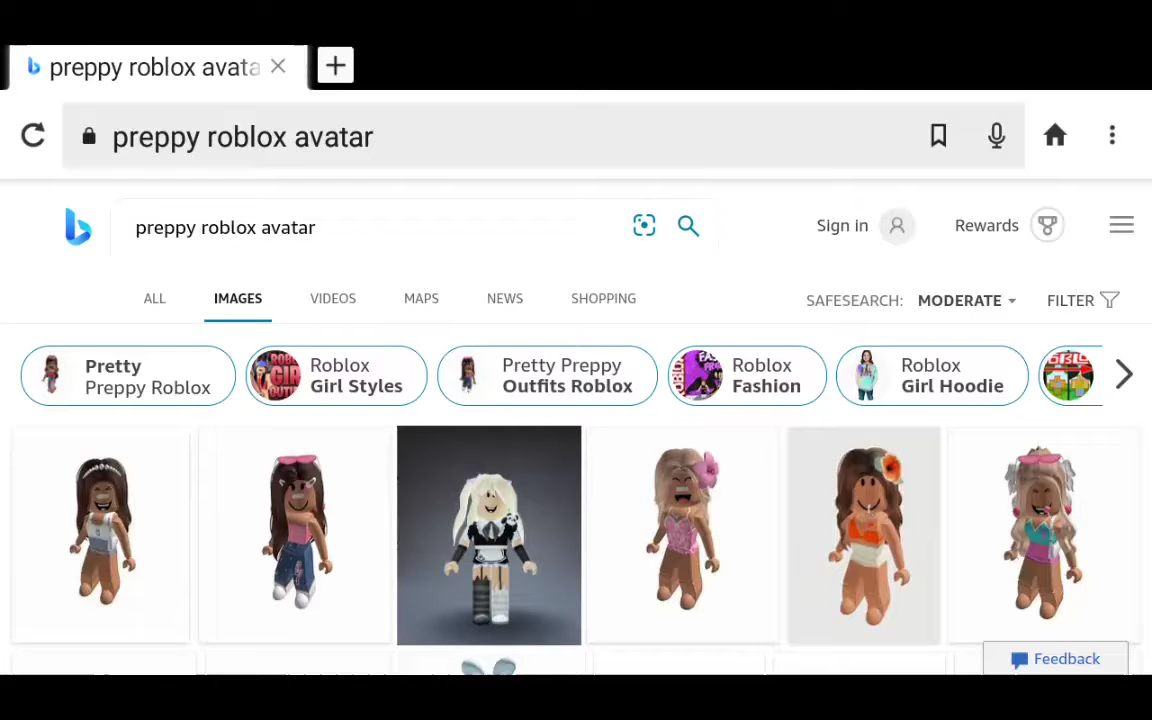 preppy roblox avata
preppy roblox avatar
preppy roblox avatar
Sign in
Rewards
ALL
IMAGES
VIDEOS
MAPS
NEWS
SHOPPING
SAFESEARCH:
MODERATE
FILTER
Pretty
Preppy Roblox
Roblox
Girl Styles
Pretty Preppy
Outfits Roblox
Roblox
Fashion
Roblox
Girl Hoodie
Feedback